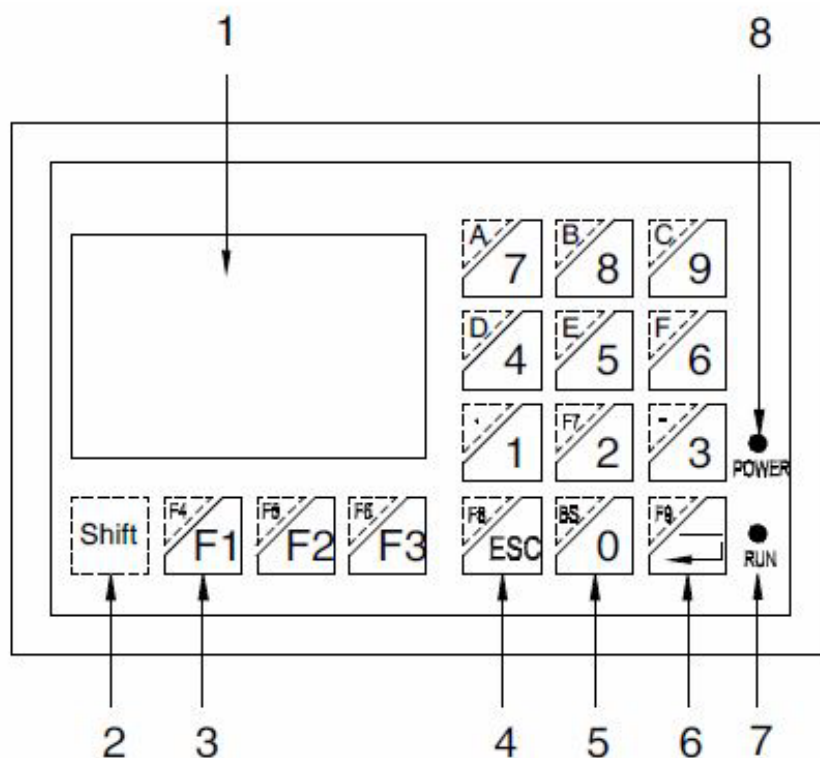 1 8
A 7 B 8 C 9
D 4 E 5 F 6
. 1 F7 2 - 3
POWER
Shift F4 F1 F5 F2 F6 F3 F8 ESC BS 0 F9
RUN
2 3 4 5 6 7